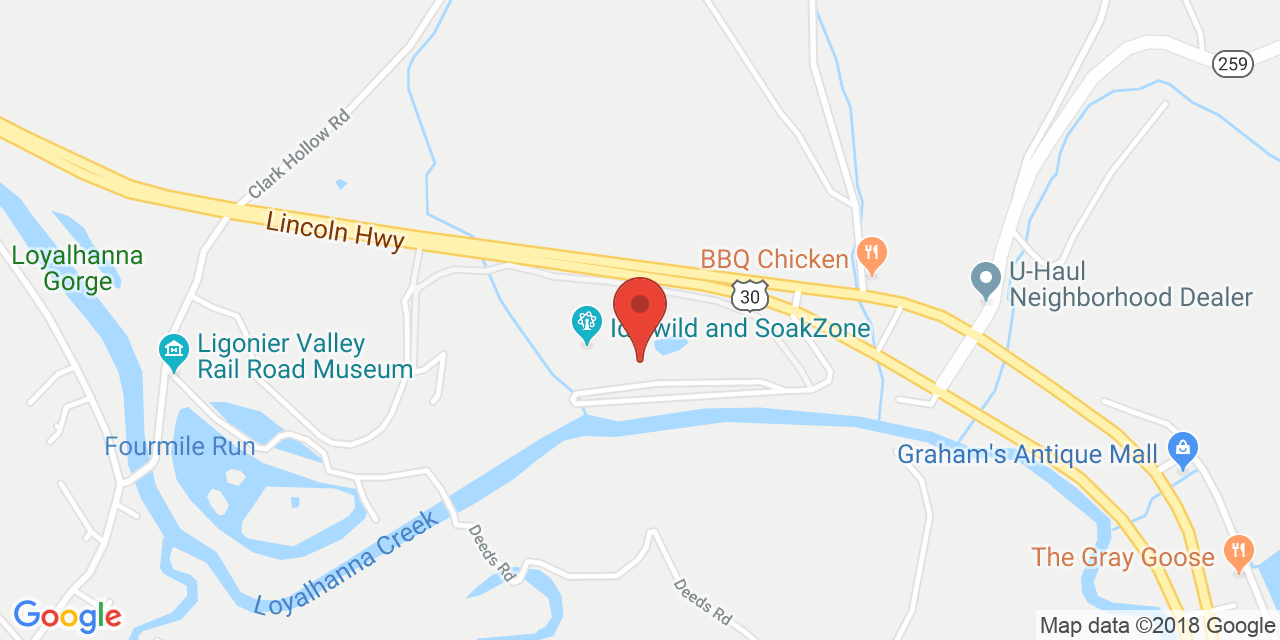 259
Clark Hollow Rd
Lincoln Hwy
Loyalhanna
Gorge
BBQ Chicken
U-Haul
Neighborhood Dealer
30
and SoakZone
Ligonier Valley
Rail Road Museum
Fourmile Run
Graham's Antique Mall
Loyalhanna Creek
Deeds Rd
The Gray Goose
Deeds Rd
Google
Map data ©2018 Google